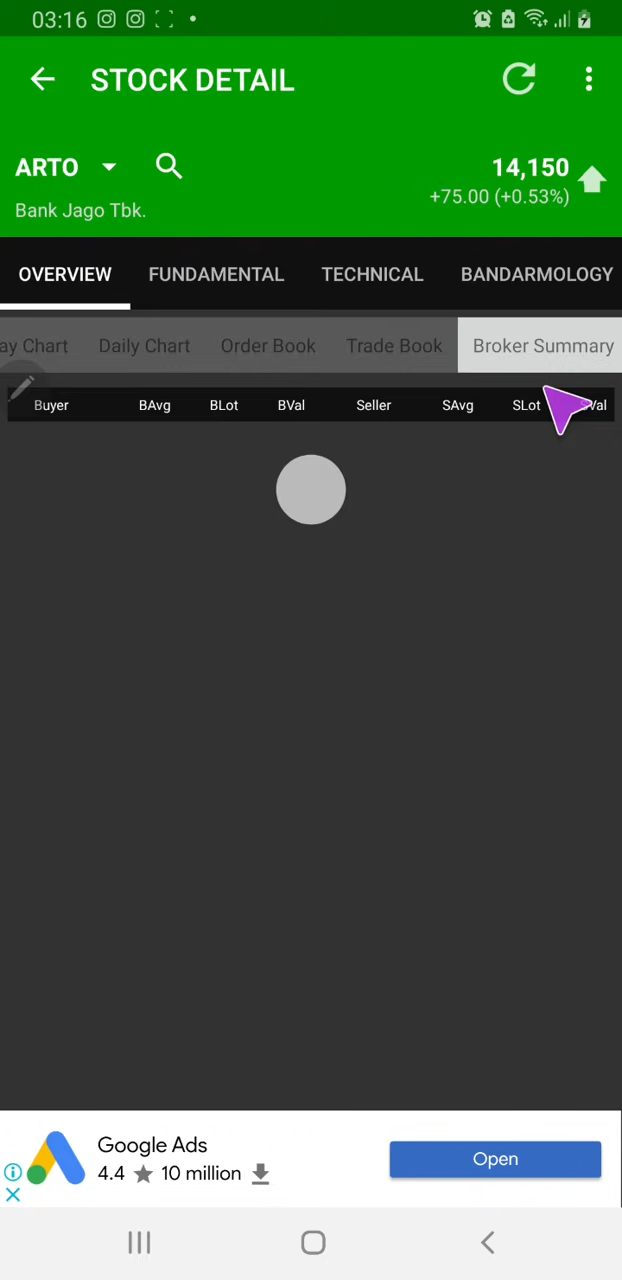 03:16
STOCK DETAIL
ARTO
14,150
Bank Jago Tbk.
+75.00 (+0.53%)
OVERVIEW FUNDAMENTAL TECHNICAL BANDARMOLOGY
ay Chart Daily Chart Order Book Trade Book Broker Summary
Buyer BAvg BLot BVal Seller SAvg SLot
Google Ads
4.4 ★ 10 million
Open